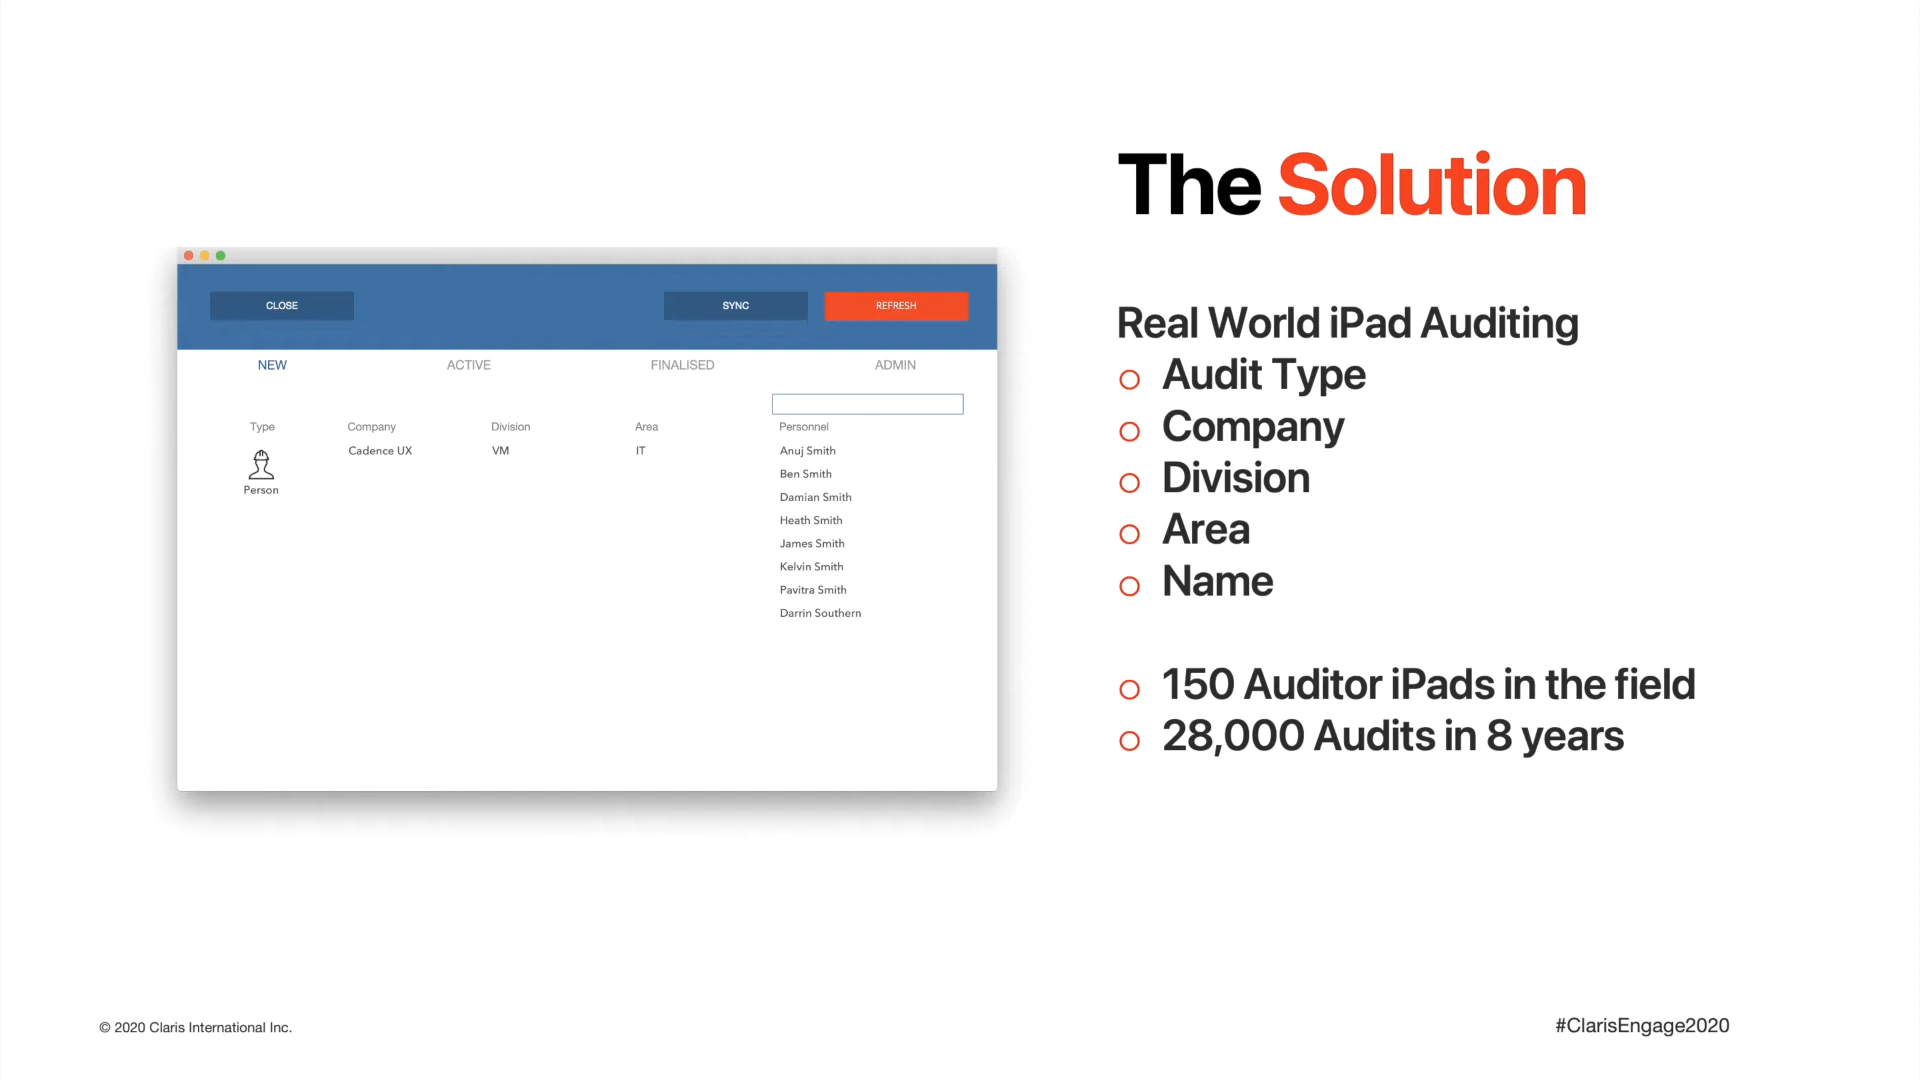 The Solution
CLOSE
SYNC
REFRESH
NEW
ACTIVE
FINALISED
ADMIN
Type
Company
Division
Area
Personnel
Person
Cadence UX
VM
IT
Anuj Smith
Ben Smith
Damian Smith
Heath Smith
James Smith
Kelvin Smith
Pavitra Smith
Darrin Southern
Real World iPad Auditing
Audit Type
Company
Division
Area
Name
150 Auditor iPads in the field
28,000 Audits in 8 years
© 2020 Claris International Inc.
#ClarisEngage2020